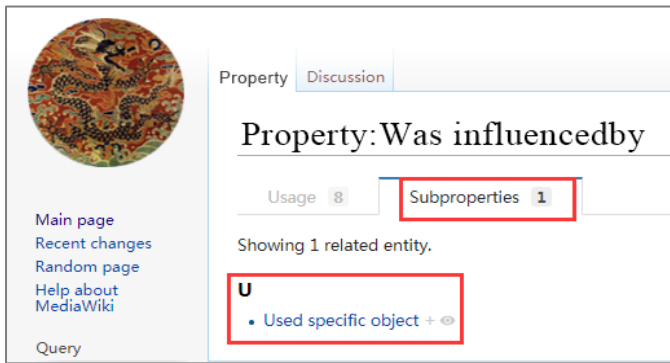 Property Discussion
Property:Was influencedby
Usage 8 Subproperties 1
Showing 1 related entity.
U
• Used specific object +
Main page
Recent changes
Random page
Help about
MediaWiki
Query